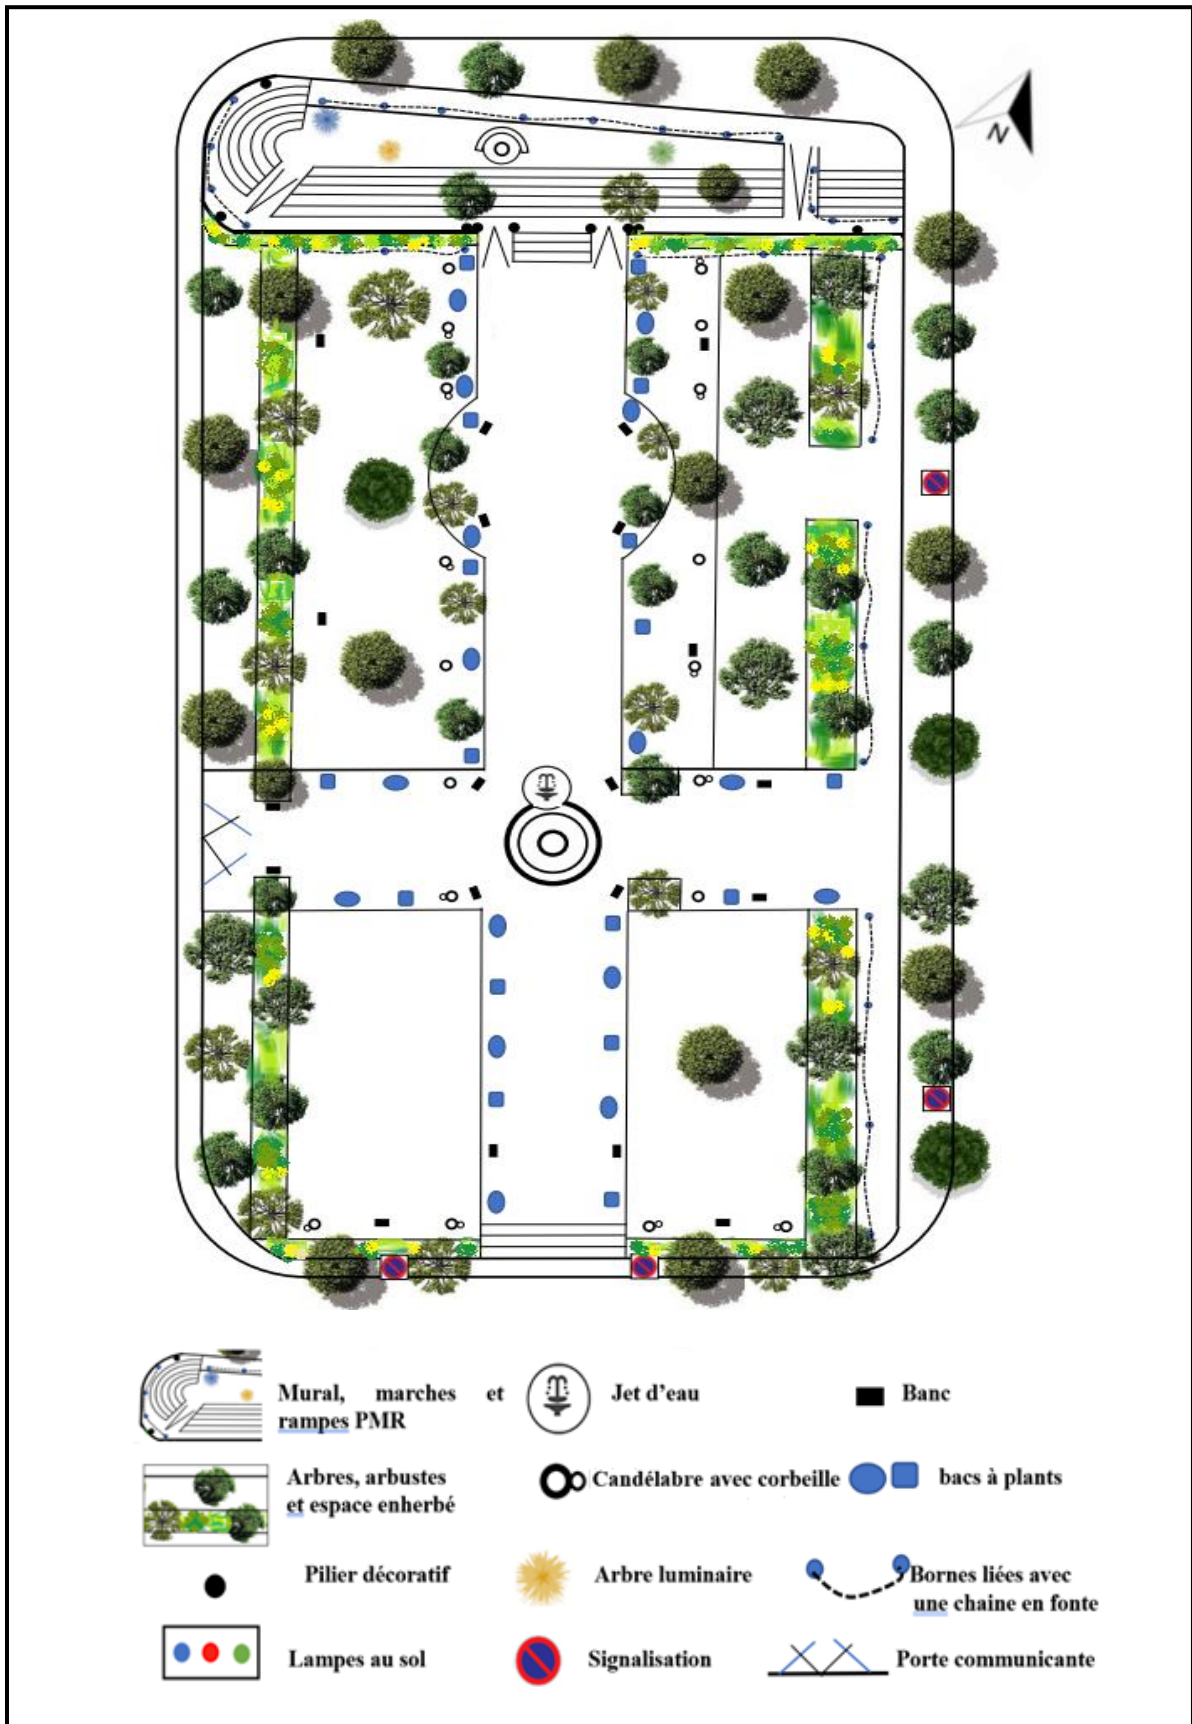 N
Mural, marches et
rampes PMR
Jet d'eau
Banc
Arbres, arbustes
et espace enherbé
Candélabre avec corbeille
bacs à plants
Pilier décoratif
Arbre luminaire
Bornes liées avec
une chaine en fonte
Lampes au sol
Signalisation
Porte communicante